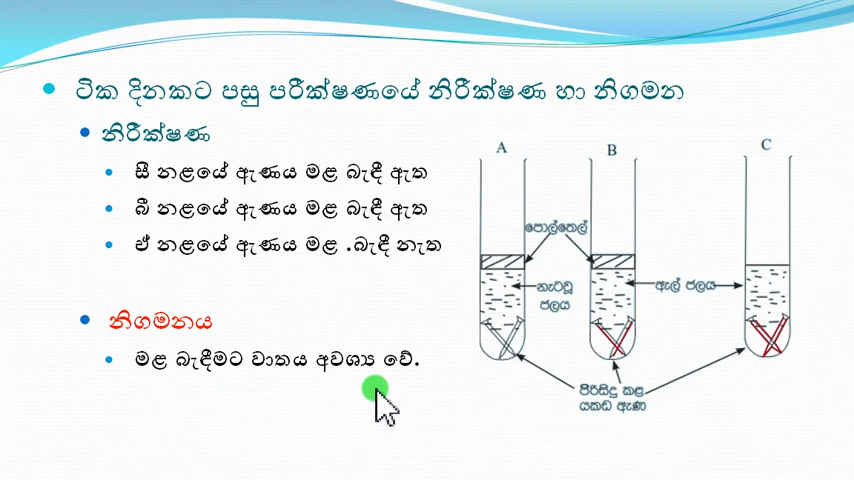 ටික දිනකට පසු පරීක්ෂණයේ නිරීක්ෂණ හා නිගමන
නිරීක්ෂණ
සී නළයේ ඇණය මළ බැඳී ඇත
බී නළයේ ඇණය මළ බැඳී ඇත
ඒ නළයේ ඇණය මළ .බැඳී නැත
නිගමනය
මළ බැඳීමට වාතය අවශ්‍ය වේ.
A
B
C
පොල්තෙල්
නැටවූ
ජලය
ඇල් ජලය
පිරිසිදු කළ
යකඩ ඇණ